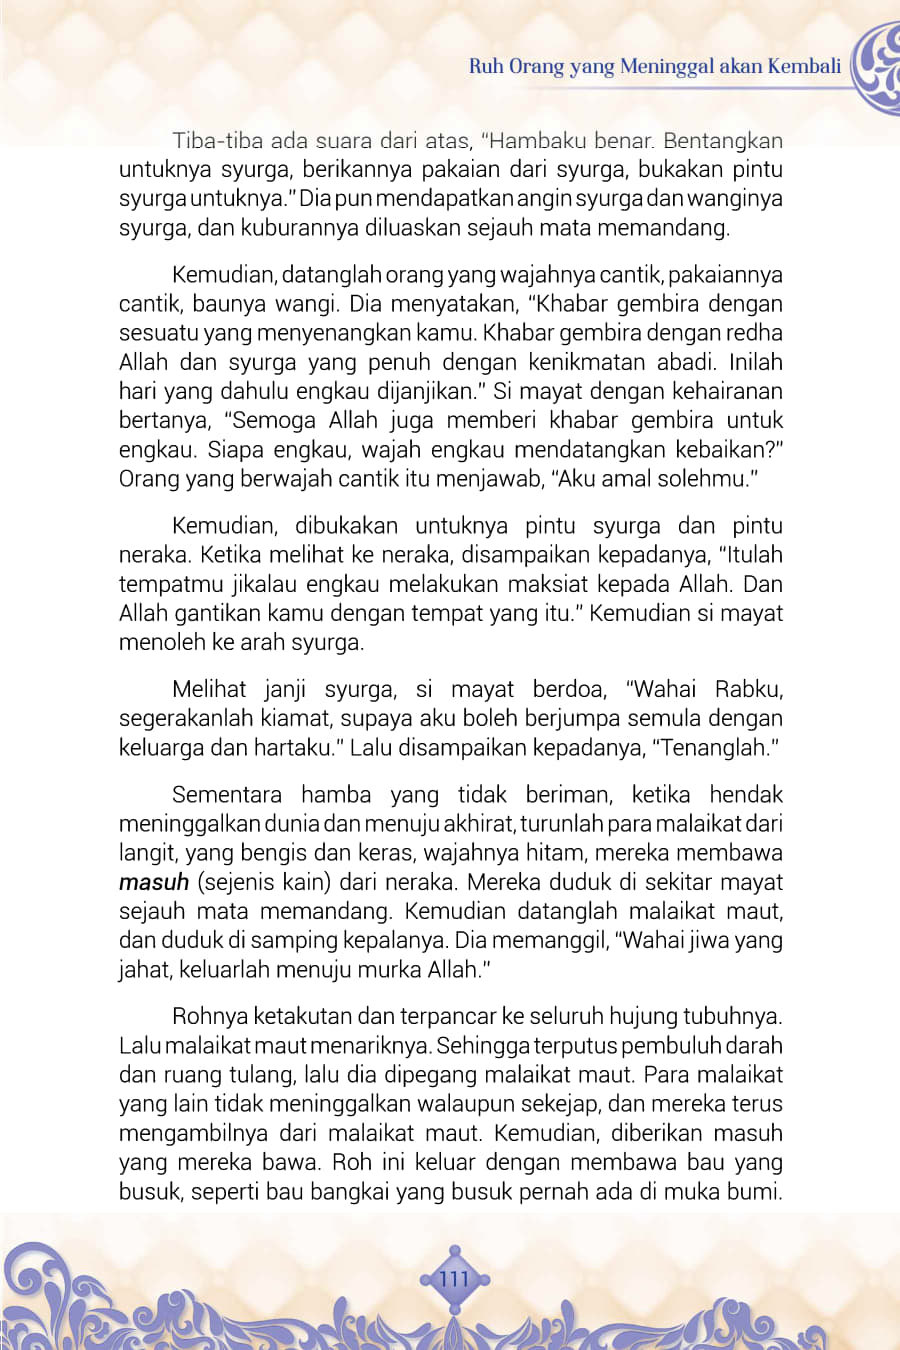 Ruh Orang yang Meninggal akan Kembali
Tiba-tiba ada suara dari atas, “Hambaku benar. Bentangkan
untuknya syurga, berikannya pakaian dari syurga, bukakan pintu
syurga untuknya.” Dia pun mendapatkan angin syurga dan wanginya
syurga, dan kuburannya diluaskan sejauh mata memandang.
Kemudian, datanglah orang yang wajahnya cantik, pakaiannya
cantik, baunya wangi. Dia menyatakan, “Khabar gembira dengan
sesuatu yang menyenangkan kamu. Khabar gembira dengan redha
Allah dan syurga yang penuh dengan kenikmatan abadi. Inilah
hari yang dahulu engkau dijanjikan.” Si mayat dengan kehairanan
bertanya, “Semoga Allah juga memberi khabar gembira untuk
engkau. Siapa engkau, wajah engkau mendatangkan kebaikan?”
Orang yang berwajah cantik itu menjawab, “Aku amal solehmu.”
Kemudian, dibukakan untuknya pintu syurga dan pintu
neraka. Ketika melihat ke neraka, disampaikan kepadanya, “Itulah
tempatmu jikalau engkau melakukan maksiat kepada Allah. Dan
Allah gantikan kamu dengan tempat yang itu.” Kemudian si mayat
menoleh ke arah syurga.
Melihat janji syurga, si mayat berdoa, “Wahai Rabku,
segerakanlah kiamat, supaya aku boleh berjumpa semula dengan
keluarga dan hartaku.” Lalu disampaikan kepadanya, “Tenanglah.”
Sementara hamba yang tidak beriman, ketika hendak
meninggalkan dunia dan menuju akhirat, turunlah para malaikat dari
langit, yang bengis dan keras, wajahnya hitam, mereka membawa
masuh (sejenis kain) dari neraka. Mereka duduk di sekitar mayat
sejauh mata memandang. Kemudian datanglah malaikat maut,
dan duduk di samping kepalanya. Dia memanggil, “Wahai jiwa yang
jahat, keluarlah menuju murka Allah.”
Rohnya ketakutan dan terpancar ke seluruh hujung tubuhnya.
Lalu malaikat maut menariknya. Sehingga terputus pembuluh darah
dan ruang tulang, lalu dia dipegang malaikat maut. Para malaikat
yang lain tidak meninggalkan walaupun sekejap, dan mereka terus
mengambilnya dari malaikat maut. Kemudian, diberikan masuh
yang mereka bawa. Roh ini keluar dengan membawa bau yang
busuk, seperti bau bangkai yang busuk pernah ada di muka bumi.
111